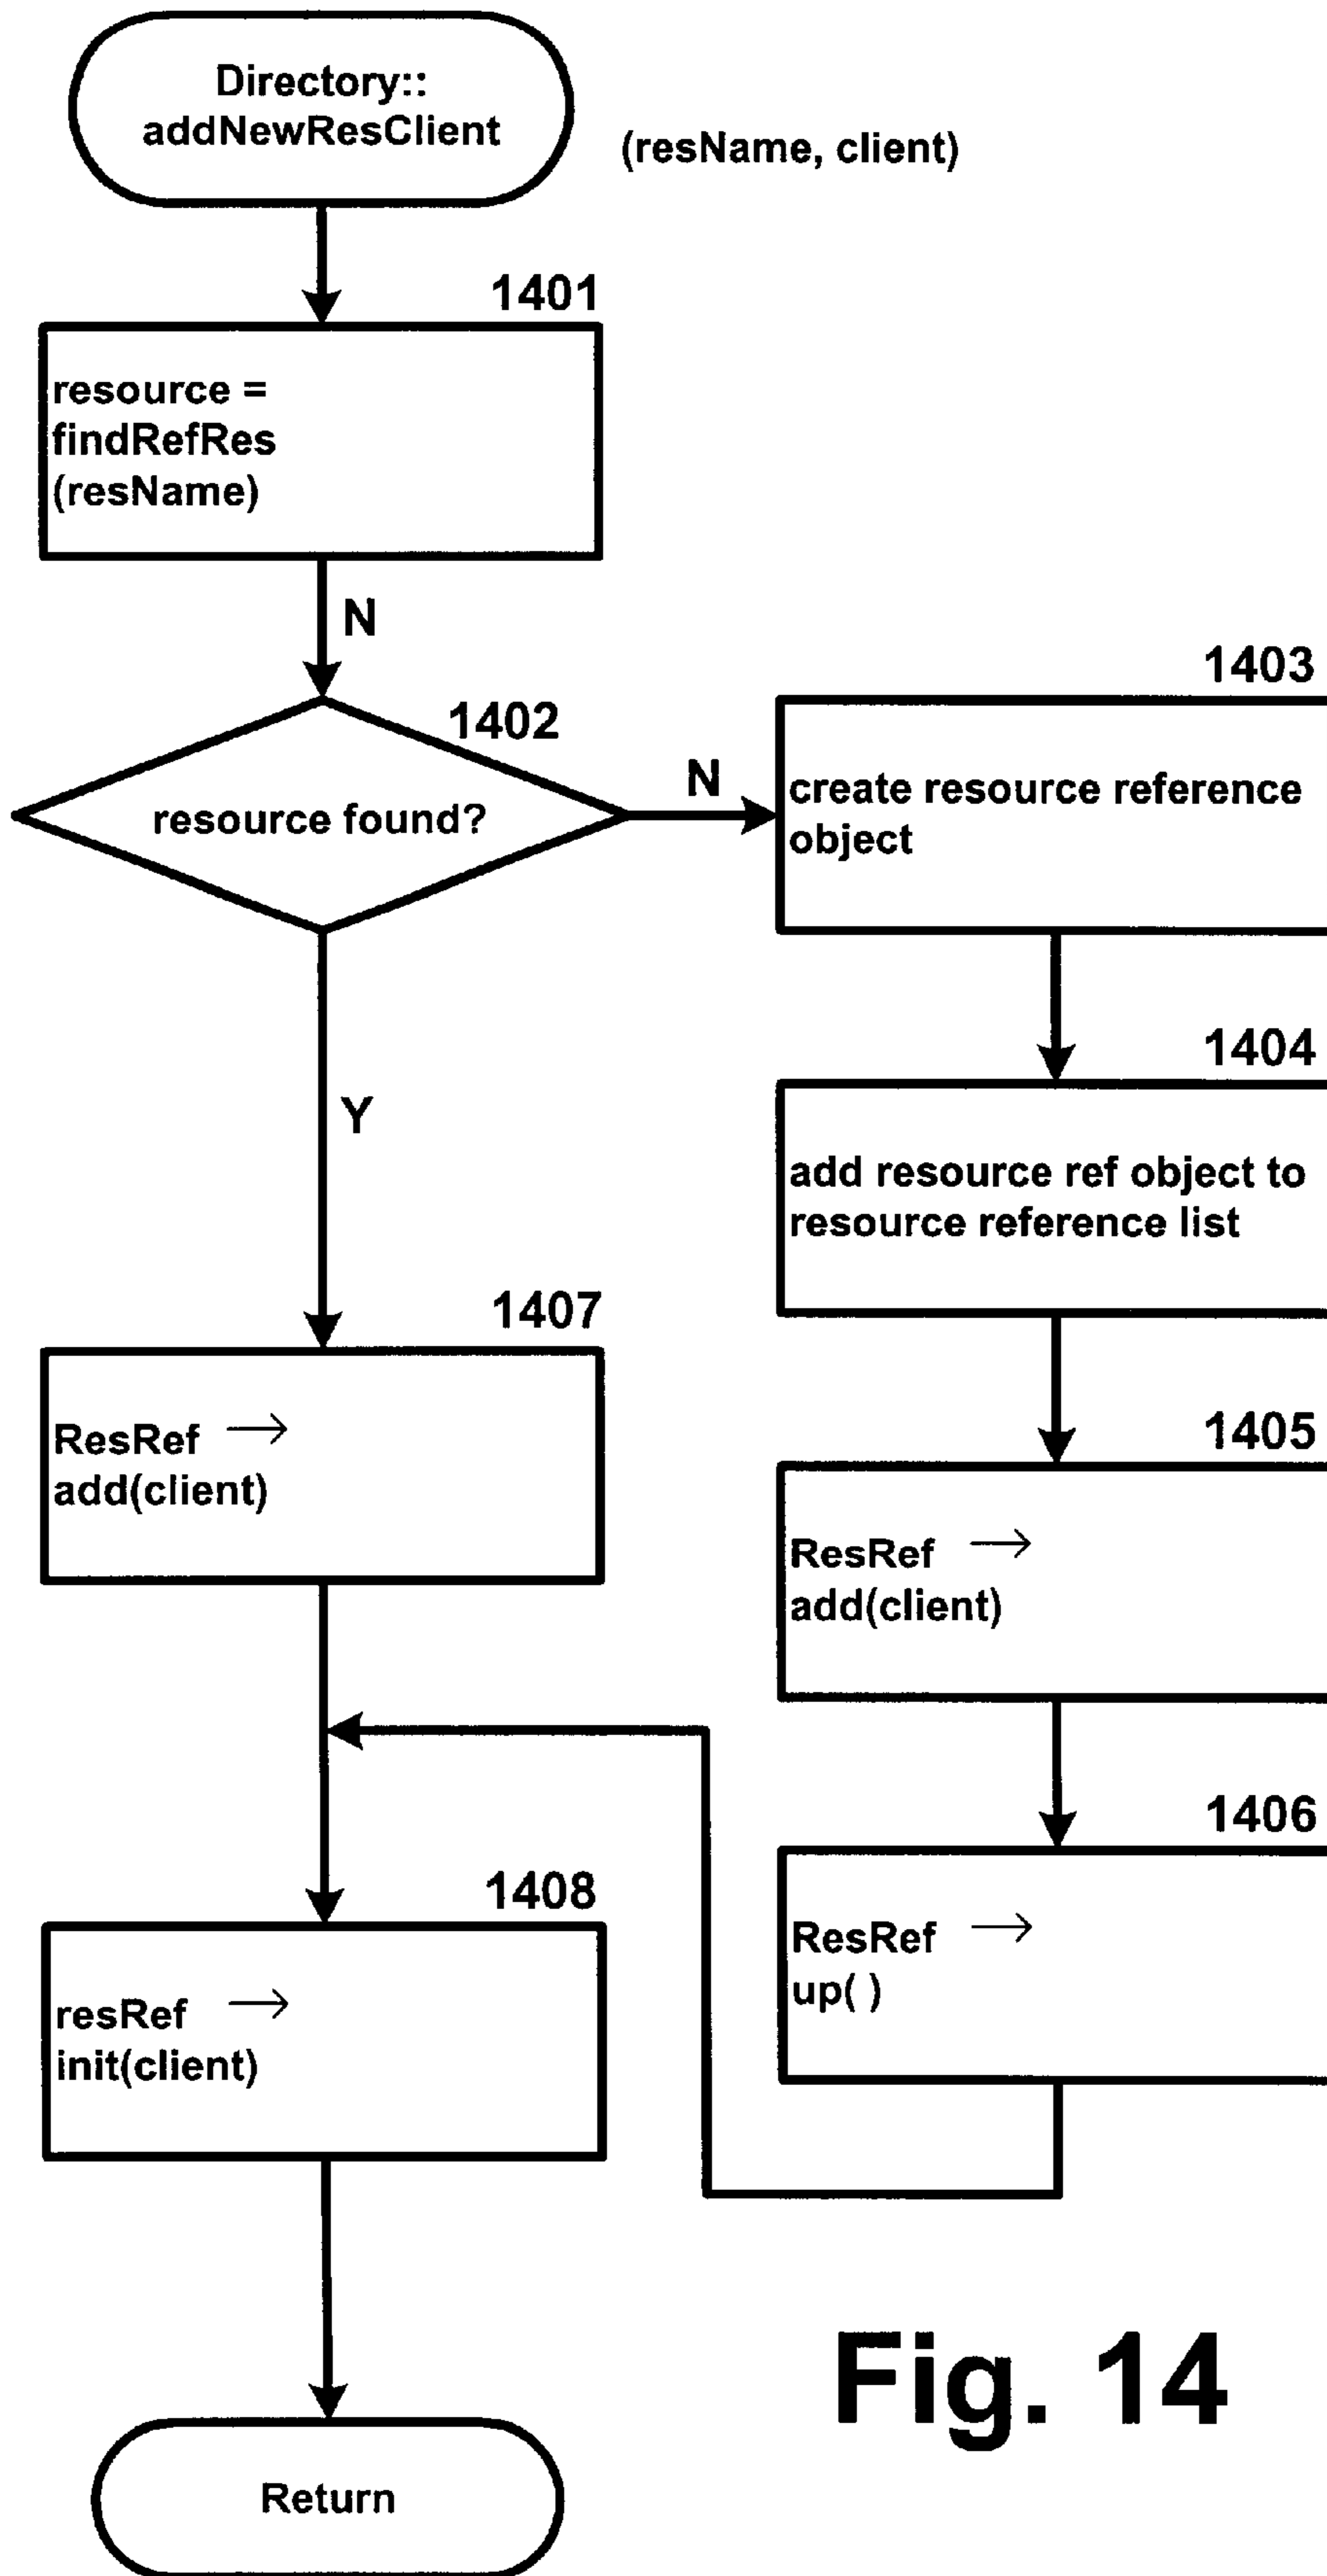 Directory::
addNewResClient
(resName, client)
1401
resource =
findRefRes
(resName)
N
1402
resource found?
N
1403
create resource reference
object
1404
add resource ref object to
resource reference list
1405
ResRef →
add(client)
1406
ResRef →
up( )
Y
1407
ResRef →
add(client)
1408
resRef →
init(client)
Return
Fig. 14